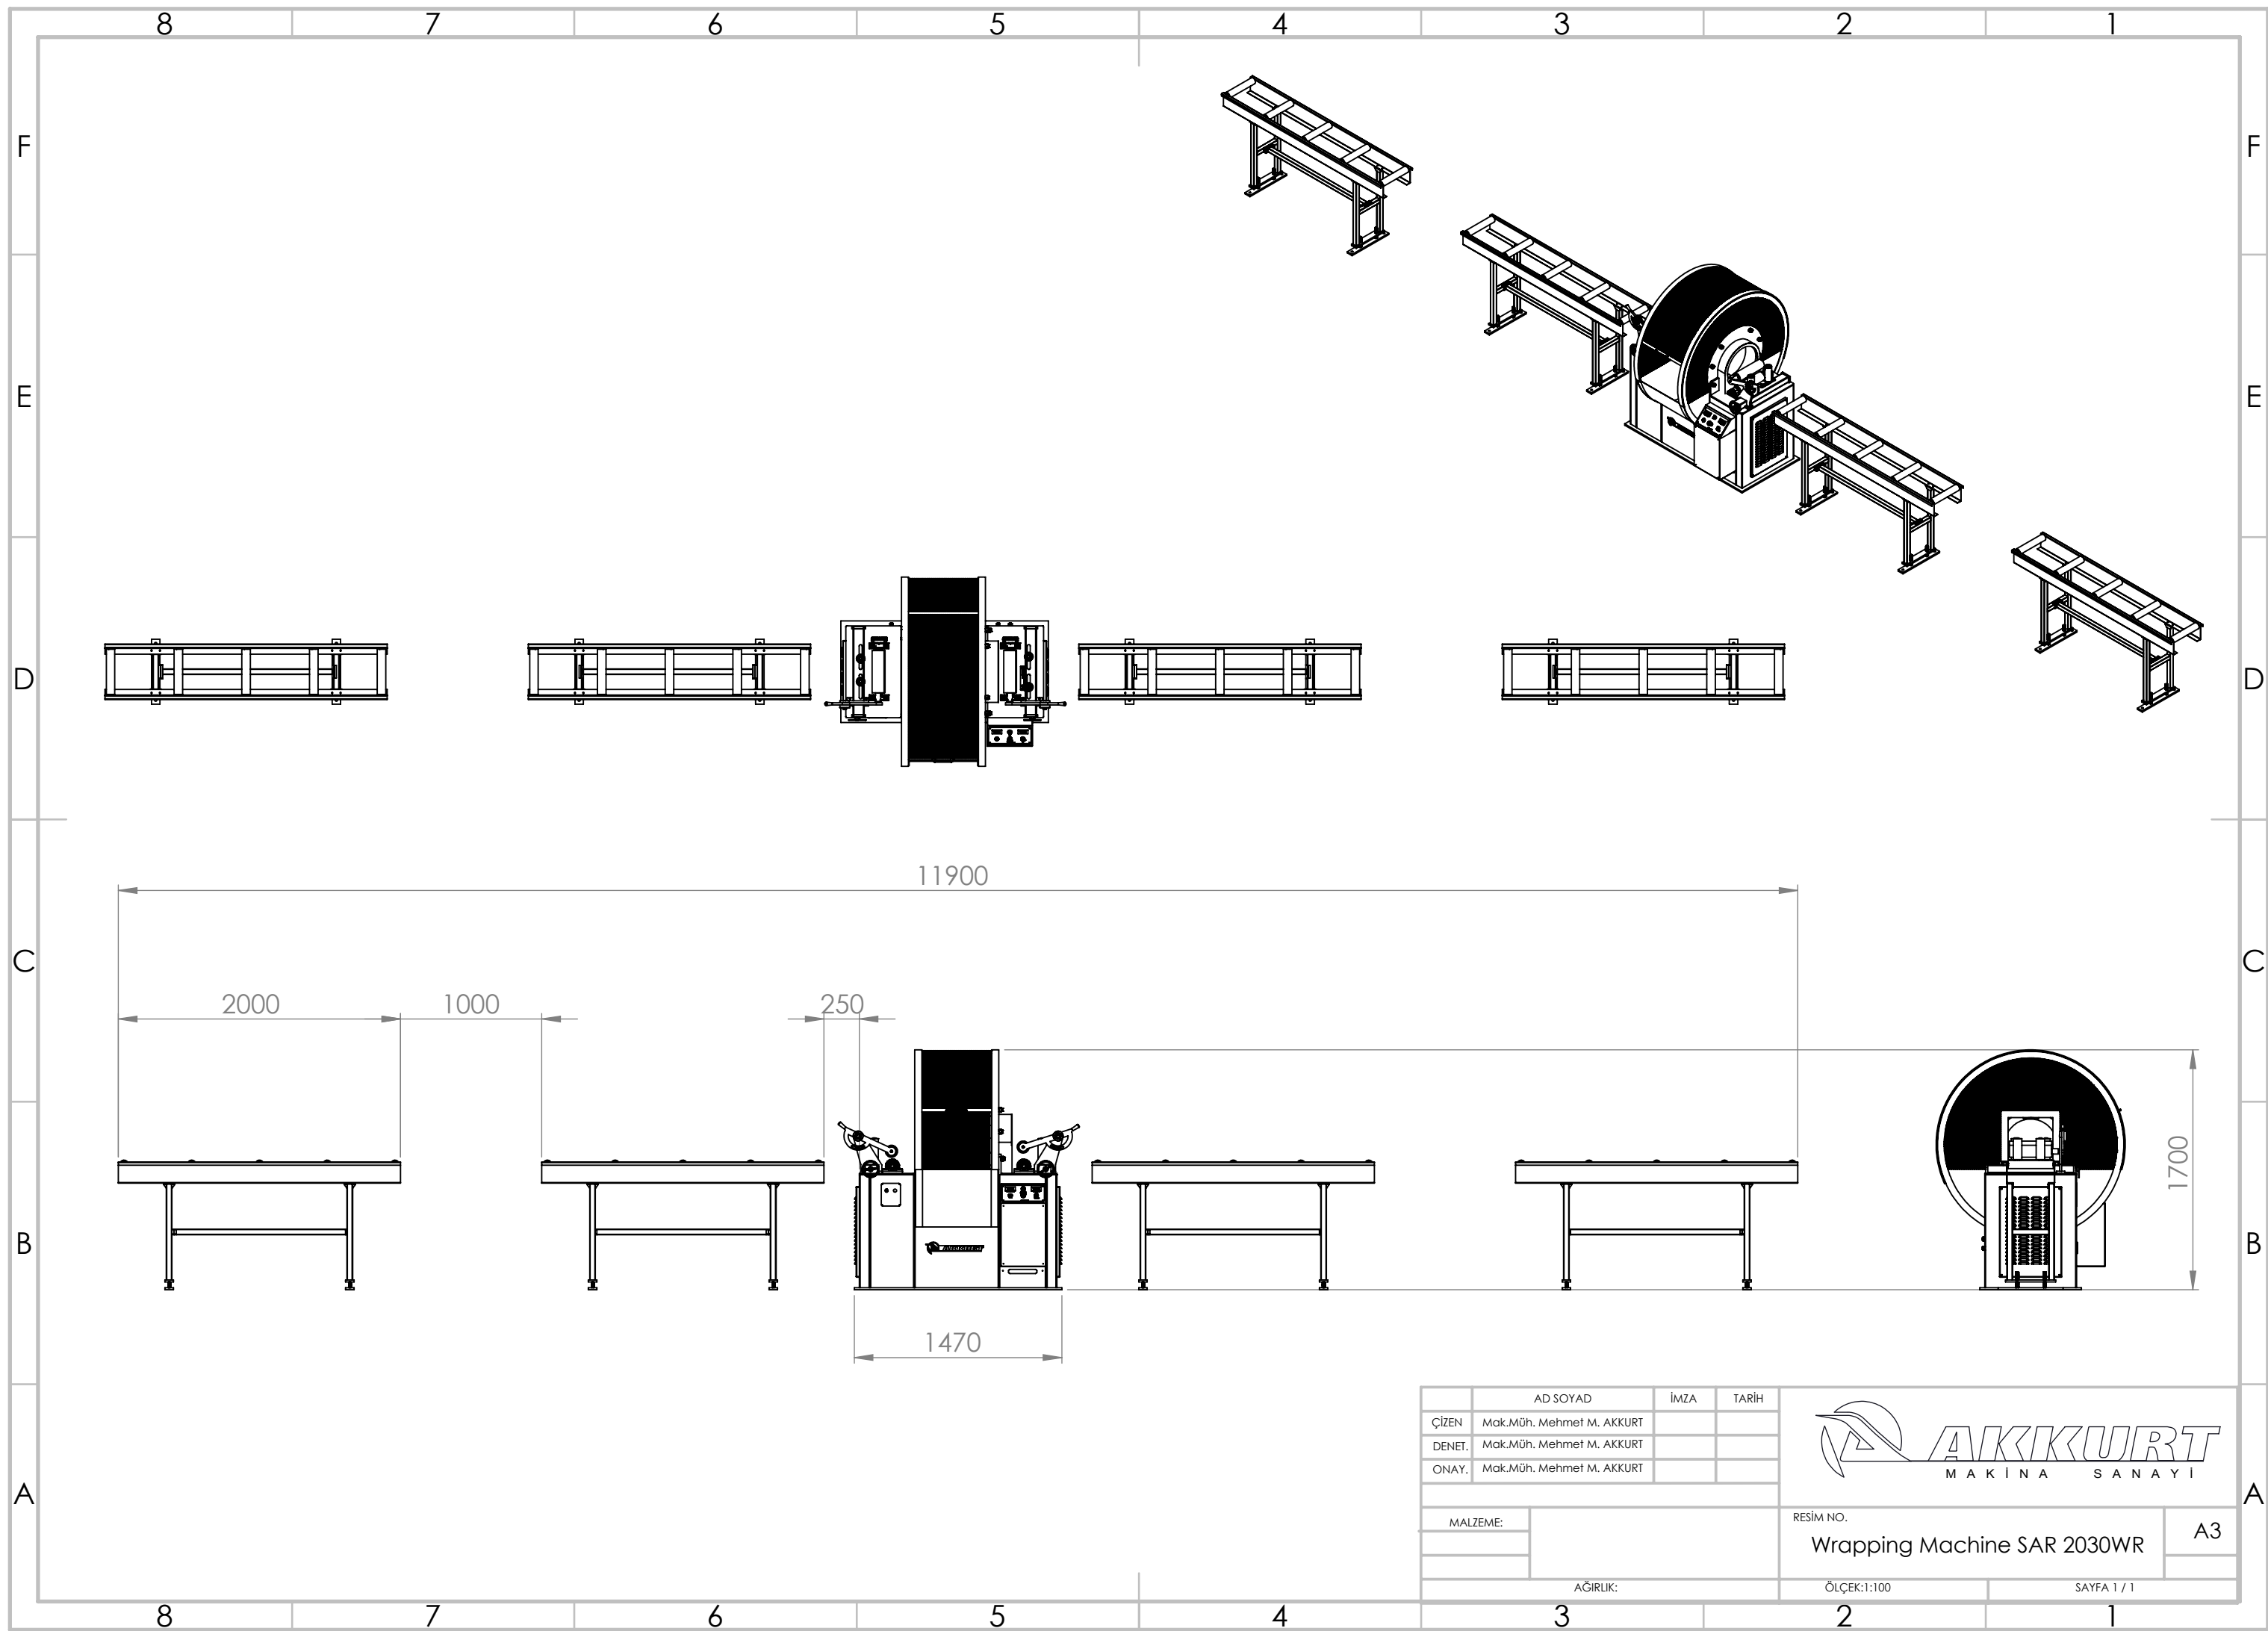 8 7 6 5 4 3 2 1
F F
E E
D D
11900
C C
2000 1000 250
1700
B B
AKKURT
1470
AD SOYAD İMZA TARİH
ÇİZEN Mak.Müh. Mehmet M. AKKURT
DENET. Mak.Müh. Mehmet M. AKKURT
ONAY. Mak.Müh. Mehmet M. AKKURT
AKKURT
MAKİNA SANAYİ
A A
MALZEME:
RESİM NO.
Wrapping Machine SAR 2030WR
A3
AĞIRLIK:
ÖLÇEK:1:100
SAYFA 1 / 1
8 7 6 5 4 3 2 1